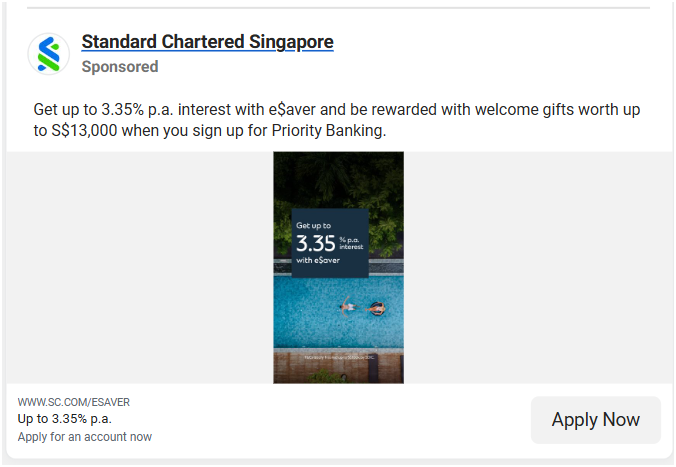 Standard Chartered Singapore
Sponsored
Get up to 3.35% p.a. interest with e$aver and be rewarded with welcome gifts worth up
to S$13,000 when you sign up for Priority Banking.
Get up to
3.35 % p.a.
interest
with e$aver
WWW.SC.COM/ESAVER
Up to 3.35% p.a.
Apply for an account now
Apply Now